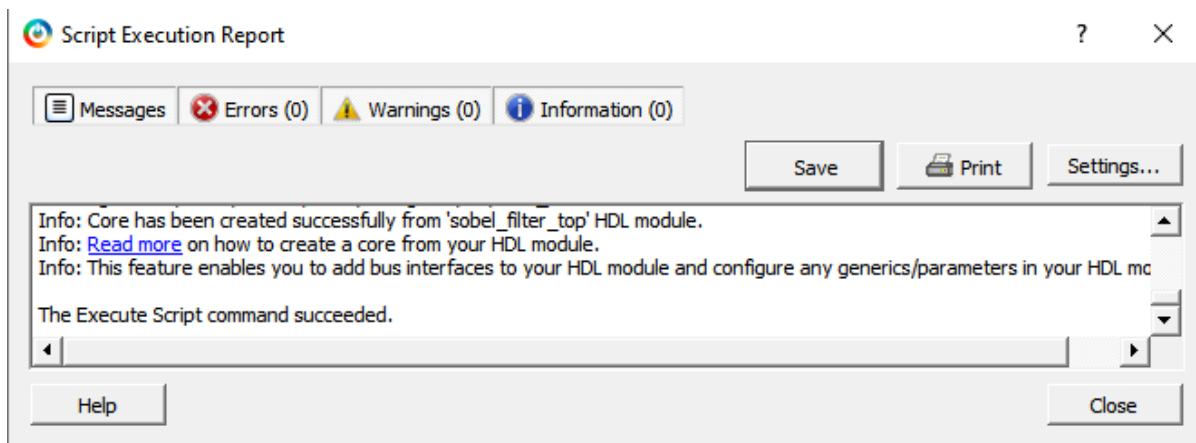 Script Execution Report
?
Messages
Errors (0)
Warnings (0)
Information (0)
Save
Print
Settings...
Info: Core has been created successfully from 'sobel_filter_top' HDL module.
Info: Read more on how to create a core from your HDL module.
Info: This feature enables you to add bus interfaces to your HDL module and configure any generics/parameters in your HDL mo
The Execute Script command succeeded.
Help
Close